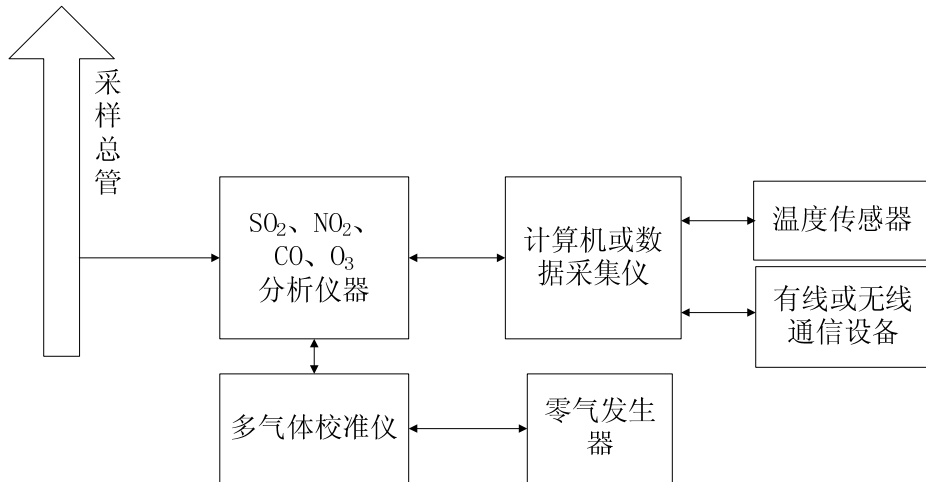 采
样
总
管
SO₂、NO₂、
CO、O₃
分析仪器
计算机或数
据采集仪
温度传感器
有线或无线
通信设备
多气体校准仪
零气发生
器